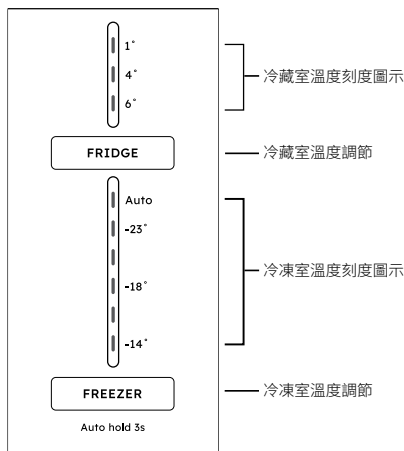 1°
4°
6°
冷藏室溫度刻度圖示
FRIDGE
冷藏室溫度調節
Auto
-23°
-18°
-14°
冷凍室溫度刻度圖示
FREEZER
冷凍室溫度調節
Auto hold 3s